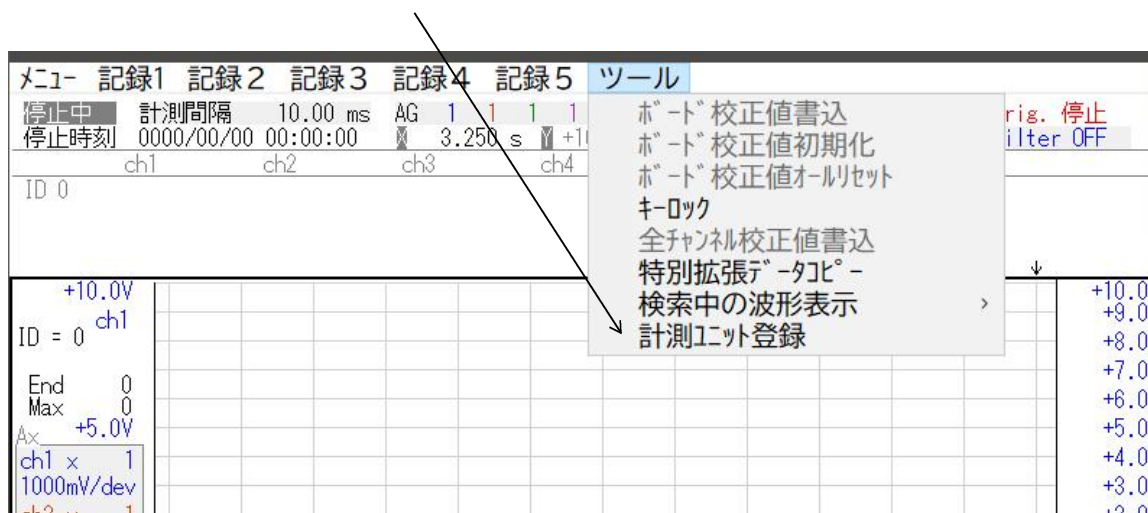 ﾒﾆｭｰ 記録1 記録2 記録3 記録4 記録5 ツール
停止中 計測間隔 10.00 ms AG 1 1 1 1
停止時刻 0000/00/00 00:00:00 X 3.250 s Y
rig. 停止
ilter OFF
ch1 ch2 ch3 ch4
ID 0
ﾎﾞｰﾄﾞ校正値書込
ﾎﾞｰﾄﾞ校正値初期化
ﾎﾞｰﾄﾞ校正値ｵｰﾙﾘｾｯﾄ
ｷｰﾛｯｸ
全ﾁｬﾝﾈﾙ校正値書込
特別拡張ﾃﾞｰﾀｺﾋﾟｰ
検索中の波形表示 ›
計測ﾕﾆｯﾄ登録
+10.0V
ch1
ID = 0
End 0
Max 0
Ax
+5.0V
ch1 x 1
1000mV/dev
ch2 x 1
+10.0
+9.0
+8.0
+7.0
+6.0
+5.0
+4.0
+3.0